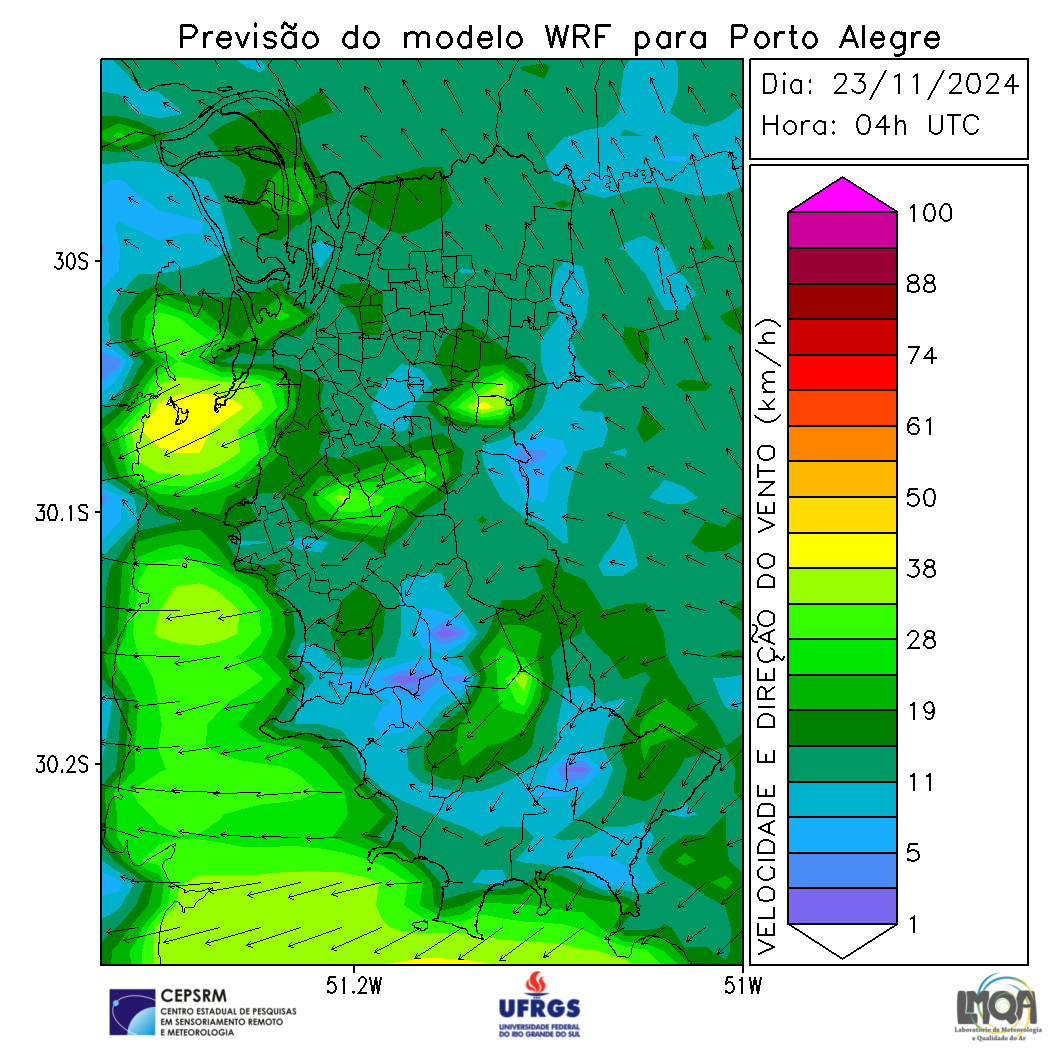 Previsão do modelo WRF para Porto Alegre
Dia: 23/11/2024
Hora: 04h UTC
30S
30.1S
30.2S
51.2W
51W
VELOCIDADE E DIREÇÃO DO VENTO (km/h)
100
88
74
61
50
38
28
19
11
5
1
CEPSRM
CENTRO ESTADUAL DE PESQUISAS
EM SENSORIAMENTO REMOTO
E METEOROLOGIA
UFRGS
UNIVERSIDADE FEDERAL
DO RIO GRANDE DO SUL
LMQA
Laboratório de Meteorologia
e Qualidade do Ar